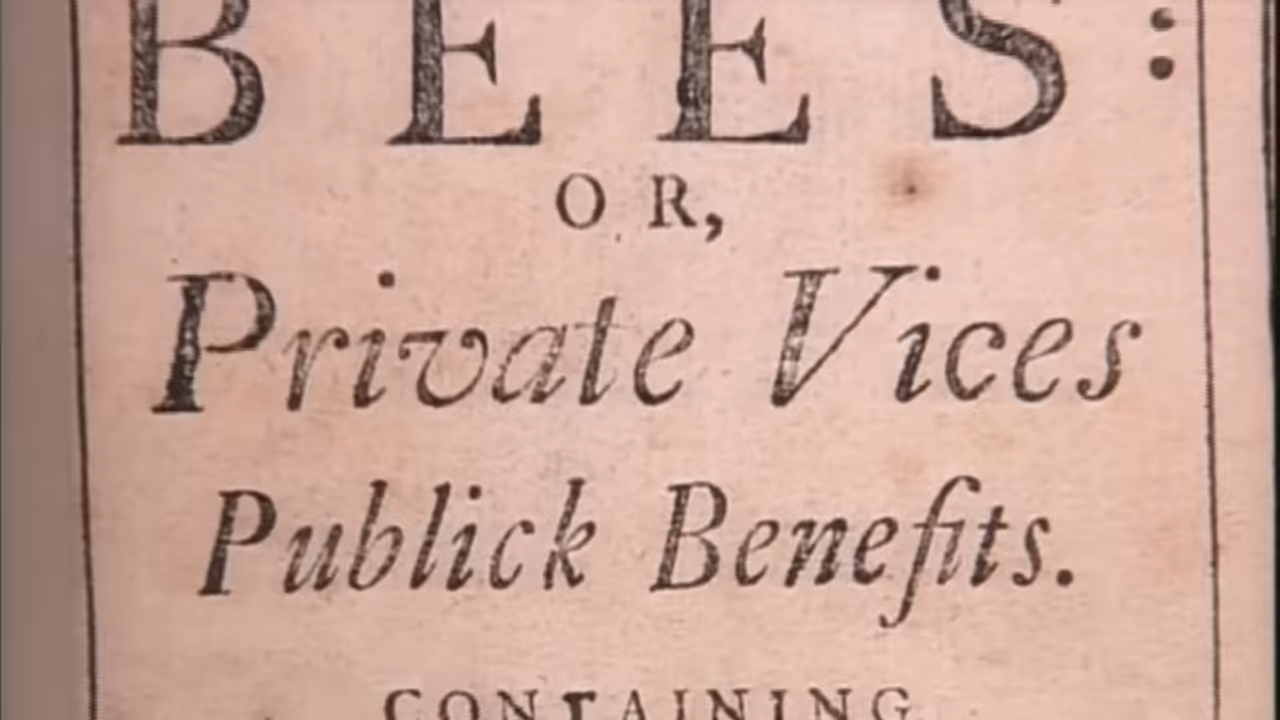 BEES:
OR,
Private Vices
Publick Benefits.
CONTAINING